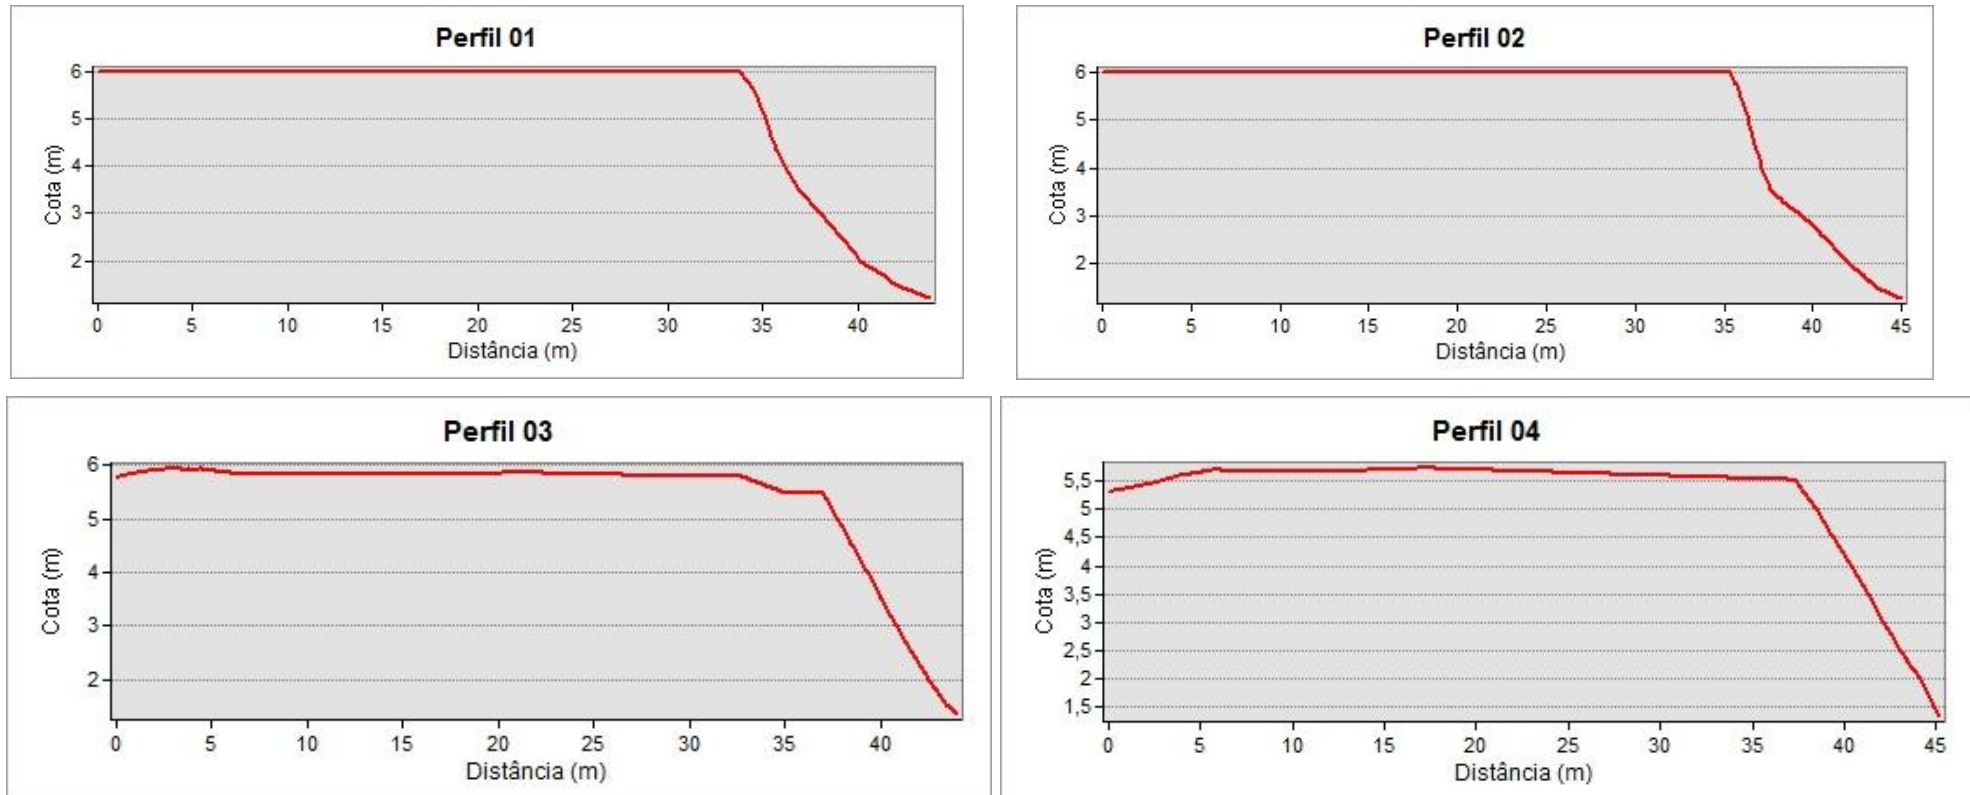 Perfil 01
Cota (m)
6
5
4
3
2
0 5 10 15 20 25 30 35 40
Distância (m)
Perfil 02
Cota (m)
6
5
4
3
2
0 5 10 15 20 25 30 35 40 45
Distância (m)
Perfil 03
Cota (m)
6
5
4
3
2
0 5 10 15 20 25 30 35 40
Distância (m)
Perfil 04
Cota (m)
5,5
5
4,5
4
3,5
3
2,5
2
1,5
0 5 10 15 20 25 30 35 40 45
Distância (m)